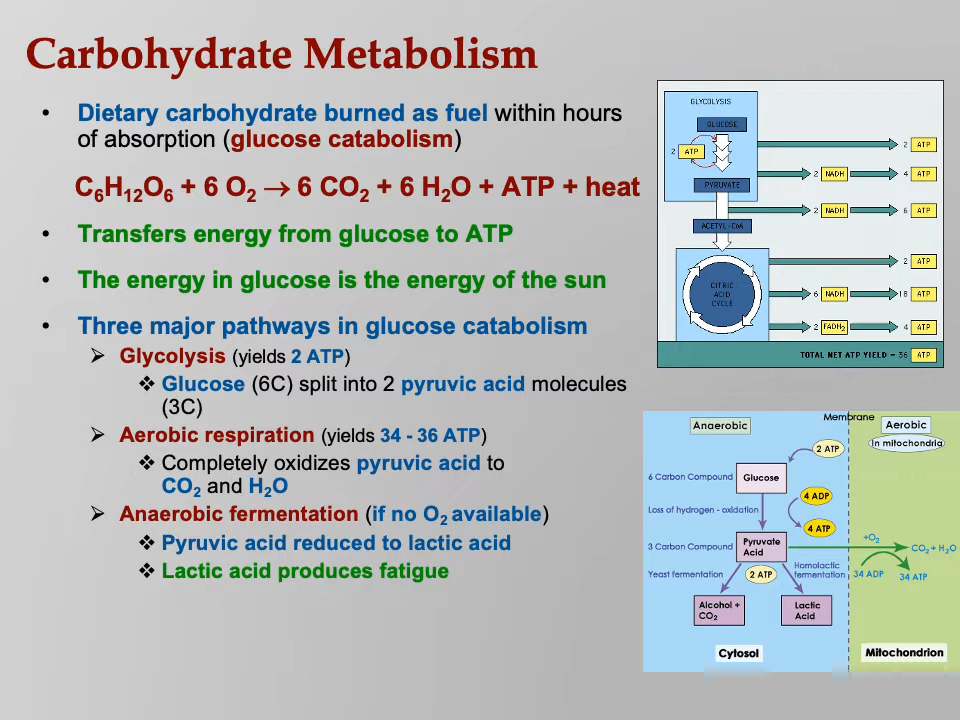 Carbohydrate Metabolism
• Dietary carbohydrate burned as fuel within hours
of absorption (glucose catabolism)
C₆H₁₂O₆ + 6 O₂ → 6 CO₂ + 6 H₂O + ATP + heat
• Transfers energy from glucose to ATP
• The energy in glucose is the energy of the sun
• Three major pathways in glucose catabolism
➢ Glycolysis (yields 2 ATP)
❖ Glucose (6C) split into 2 pyruvic acid molecules
(3C)
➢ Aerobic respiration (yields 34 - 36 ATP)
❖ Completely oxidizes pyruvic acid to
CO₂ and H₂O
➢ Anaerobic fermentation (if no O₂ available)
❖ Pyruvic acid reduced to lactic acid
❖ Lactic acid produces fatigue
GLYCOLYSIS
GLUCOSE
2 ATP
PYRUVATE
ACETYL-CoA
CITRIC
ACID
CYCLE
2 ATP
2 NADH 4 ATP
2 NADH 6 ATP
2 ATP
6 NADH 18 ATP
2 FADH₂ 4 ATP
TOTAL NET ATP YIELD = 36 ATP
Anaerobic
Membrane
Aerobic
In mitochondria
2 ATP
6 Carbon Compound
Glucose
4 ADP
Loss of hydrogen - oxidation
4 ATP
3 Carbon Compound
Pyruvate
Acid
+O₂
CO₂ + H₂O
Yeast fermentation
2 ATP
Homolactic
fermentation
34 ADP
34 ATP
Alcohol +
CO₂
Lactic
Acid
Cytosol
Mitochondrion